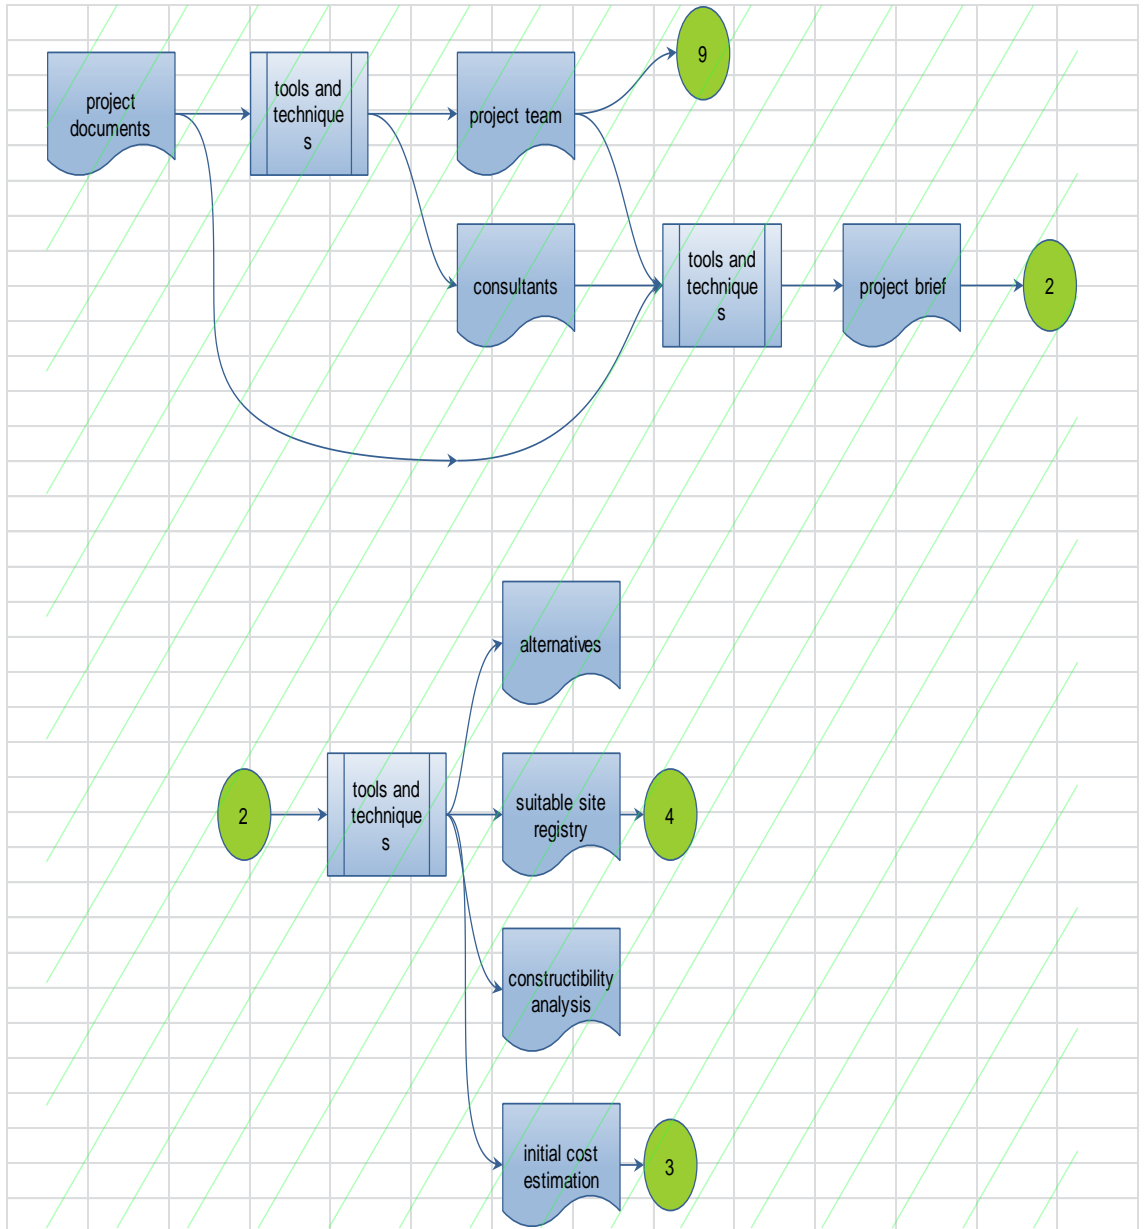 project
documents
tools and
technique
s
project team
9
consultants
tools and
technique
s
project brief
2
alternatives
2
tools and
technique
s
suitable site
registry
4
constructibility
analysis
initial cost
estimation
3